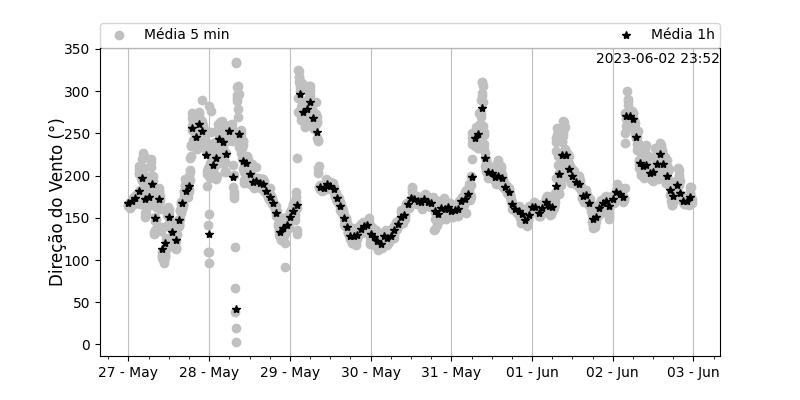 Média 5 min
Média 1h
2023-06-02 23:52
Direção do Vento (°)
350
300
250
200
150
100
50
0
27 - May
28 - May
29 - May
30 - May
31 - May
01 - Jun
02 - Jun
03 - Jun